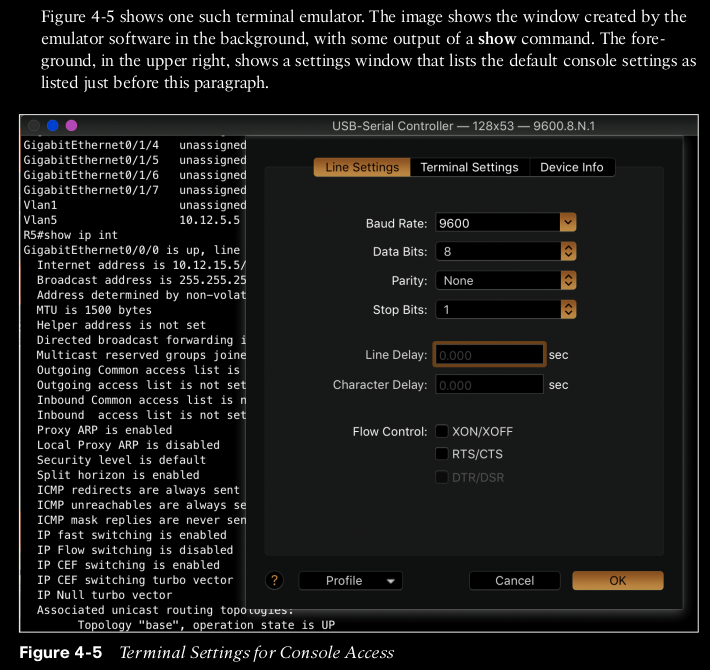 Figure 4-5 shows one such terminal emulator. The image shows the window created by the
emulator software in the background, with some output of a show command. The fore-
ground, in the upper right, shows a settings window that lists the default console settings as
listed just before this paragraph.
USB-Serial Controller — 128x53 — 9600.8.N.1
GigabitEthernet0/1/4 unassigned
GigabitEthernet0/1/5 unassigned
GigabitEthernet0/1/6 unassigned
GigabitEthernet0/1/7 unassigned
Vlan1 unassigned
Vlan5 10.12.5.5
R5#show ip int
GigabitEthernet0/0/0 is up, line
Internet address is 10.12.15.5/
Broadcast address is 255.255.25
Address determined by non-volat
MTU is 1500 bytes
Helper address is not set
Directed broadcast forwarding i
Multicast reserved groups joine
Outgoing Common access list is
Outgoing access list is not set
Inbound Common access list is n
Inbound  access list is not set
Proxy ARP is enabled
Local Proxy ARP is disabled
Security level is default
Split horizon is enabled
ICMP redirects are always sent
ICMP unreachables are always se
ICMP mask replies are never sen
IP fast switching is enabled
IP Flow switching is disabled
IP CEF switching is enabled
IP CEF switching turbo vector
IP Null turbo vector
Associated unicast routing topologies:
Topology "base", operation state is UP
Line Settings Terminal Settings Device Info
Baud Rate: 9600
Data Bits: 8
Parity: None
Stop Bits: 1
Line Delay: 0.000 sec
Character Delay: 0.000 sec
Flow Control: XON/XOFF
RTS/CTS
DTR/DSR
? Profile Cancel OK
Figure 4-5 Terminal Settings for Console Access